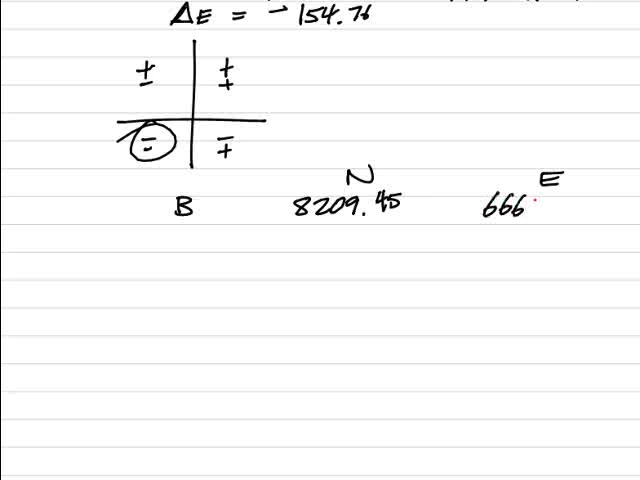 ΔE = -154.76
+ +
- +
- -
- +
N E
B 8209.45 666